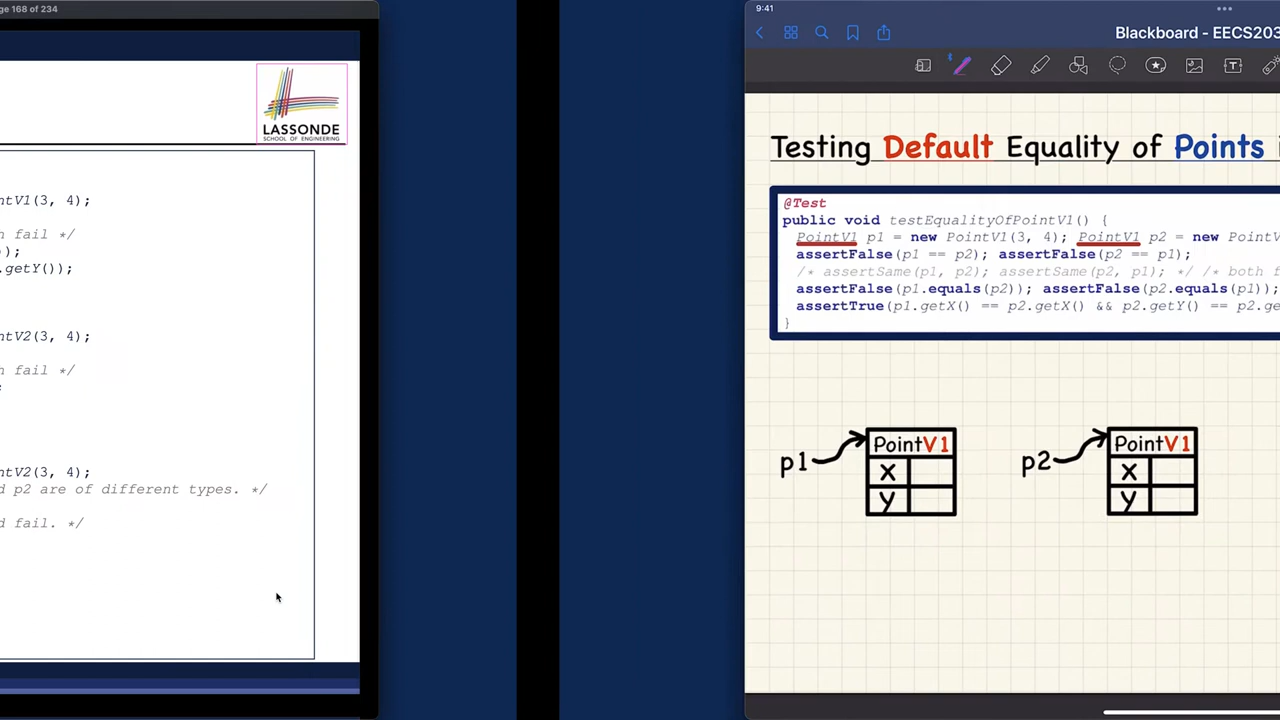 ge 168 of 234
LASSONDE
SCHOOL OF ENGINEERING
ntV1(3, 4);
n fail */
));
.getY());
ntV2(3, 4);
n fail */
;
ntV2(3, 4);
d p2 are of different types. */
d fail. */
9:41
Blackboard - EECS203
Testing Default Equality of Points i
@Test
public void testEqualityOfPointV1() {
PointV1 p1 = new PointV1(3, 4); PointV1 p2 = new PointV
assertFalse(p1 == p2); assertFalse(p2 == p1);
/* assertSame(p1, p2); assertSame(p2, p1); */ /* both f
assertFalse(p1.equals(p2)); assertFalse(p2.equals(p1));
assertTrue(p1.getX() == p2.getX() && p2.getY() == p2.ge
}
p1
PointV1
X
Y
p2
PointV1
X
Y